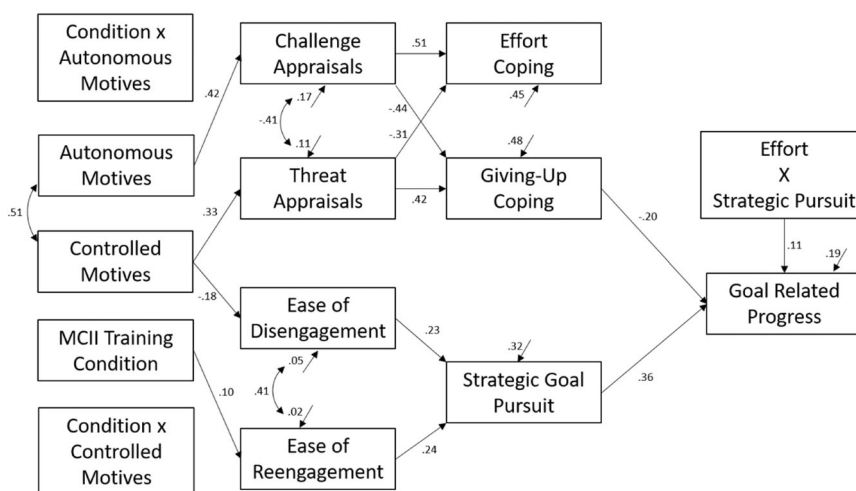 Condition x
Autonomous
Motives
Challenge
Appraisals
.51
Effort
Coping
.42
.17
-.44
.45
-.41
-.31
.11
.48
Autonomous
Motives
Threat
Appraisals
.42
Giving-Up
Coping
Effort
X
Strategic Pursuit
.51
.33
-.20
.11
.19
Controlled
Motives
-.18
Goal Related
Progress
Ease of
Disengagement
.23
MCII Training
Condition
.05
.32
.41
.10
.02
Strategic Goal
Pursuit
.36
Condition x
Controlled
Motives
Ease of
Reengagement
.24